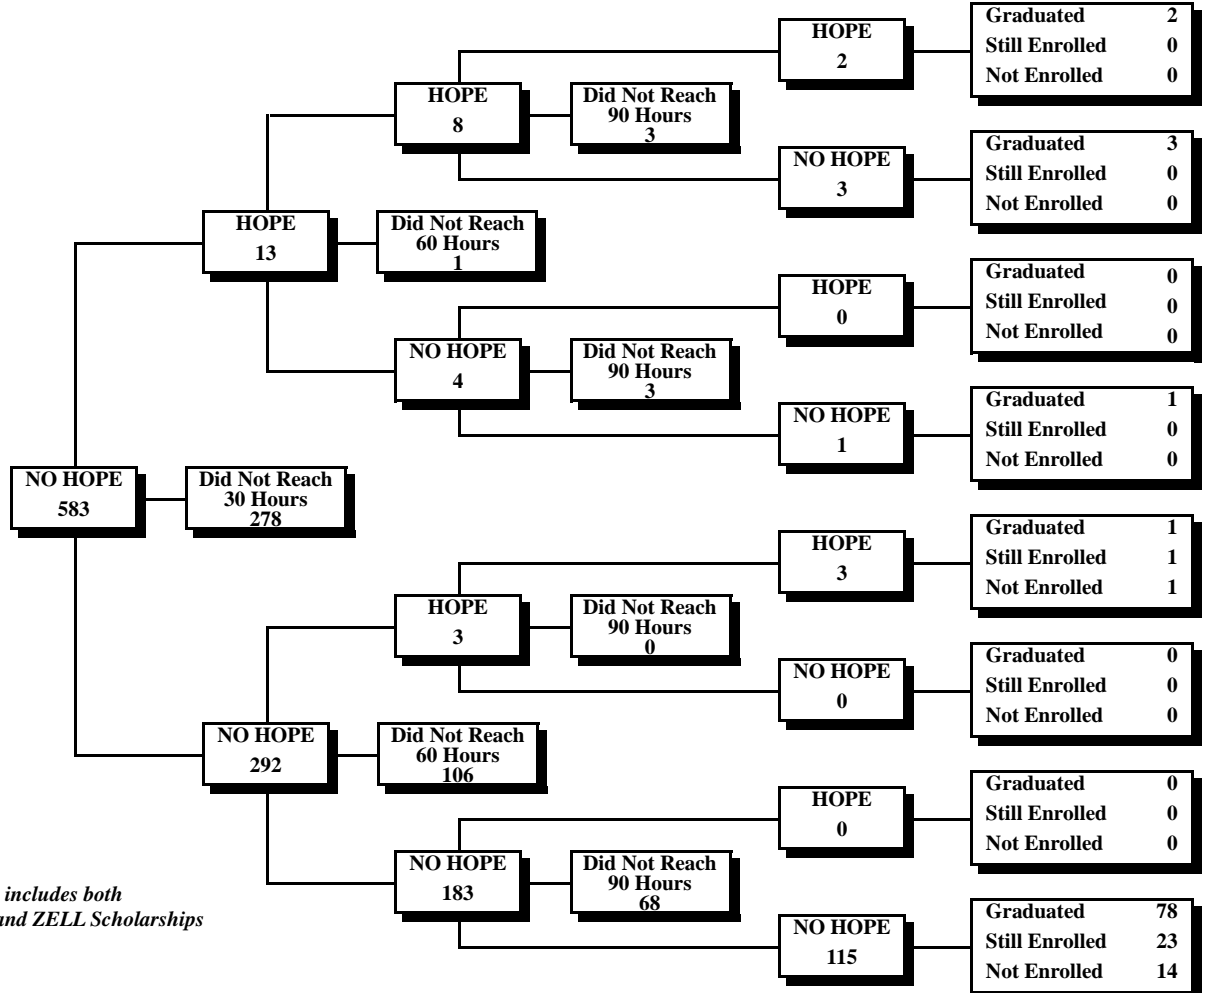 HOPE
2
Graduated 2
Still Enrolled 0
Not Enrolled 0
HOPE
8
Did Not Reach
90 Hours
3
NO HOPE
3
Graduated 3
Still Enrolled 0
Not Enrolled 0
HOPE
13
Did Not Reach
60 Hours
1
HOPE
0
Graduated 0
Still Enrolled 0
Not Enrolled 0
NO HOPE
4
Did Not Reach
90 Hours
3
NO HOPE
1
Graduated 1
Still Enrolled 0
Not Enrolled 0
NO HOPE
583
Did Not Reach
30 Hours
278
HOPE
3
Graduated 1
Still Enrolled 1
Not Enrolled 1
HOPE
3
Did Not Reach
90 Hours
0
NO HOPE
0
Graduated 0
Still Enrolled 0
Not Enrolled 0
NO HOPE
292
Did Not Reach
60 Hours
106
HOPE
0
Graduated 0
Still Enrolled 0
Not Enrolled 0
NO HOPE
183
Did Not Reach
90 Hours
68
NO HOPE
115
Graduated 78
Still Enrolled 23
Not Enrolled 14
includes both
and ZELL Scholarships